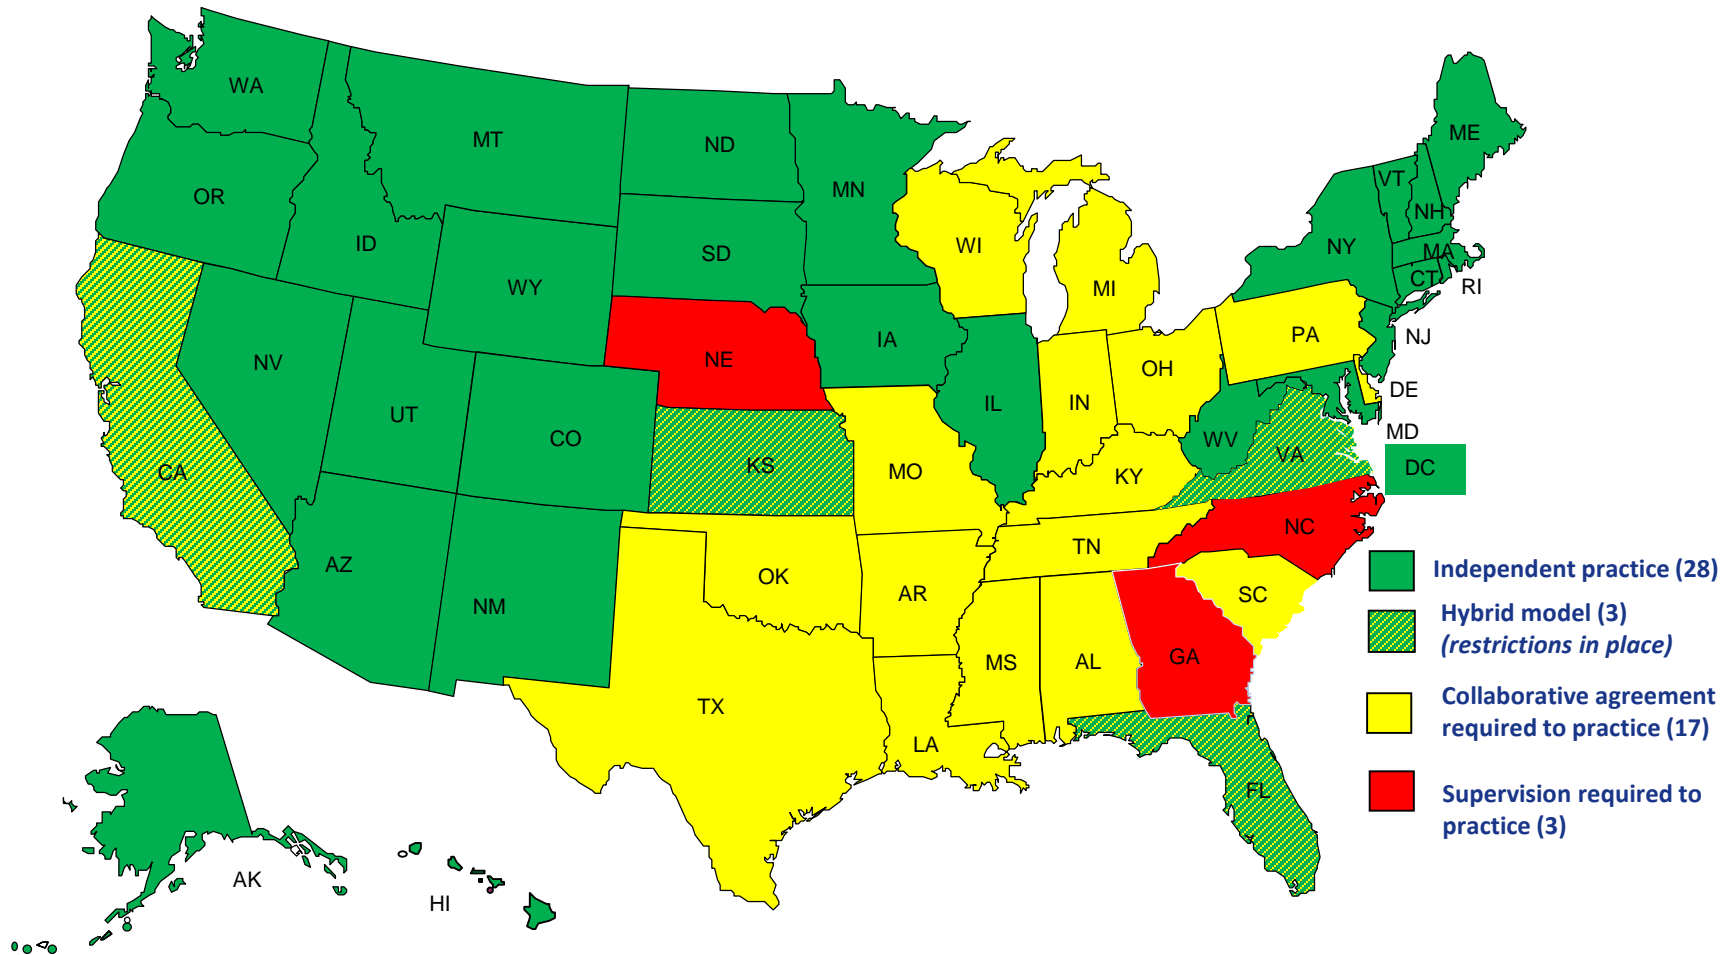 WA
MT
ND
MN
ME
VT
NH
OR
ID
SD
WI
NY
MA
CT
RI
WY
MI
IA
PA
NJ
NE
NV
OH
DE
UT
CO
IL
IN
MD
WV
DC
CA
KS
MO
KY
VA
NC
AZ
NM
OK
AR
TN
SC
TX
MS
AL
GA
LA
FL
AK
HI
Independent practice (28)
Hybrid model (3)
(restrictions in place)
Collaborative agreement
required to practice (17)
Supervision required to
practice (3)